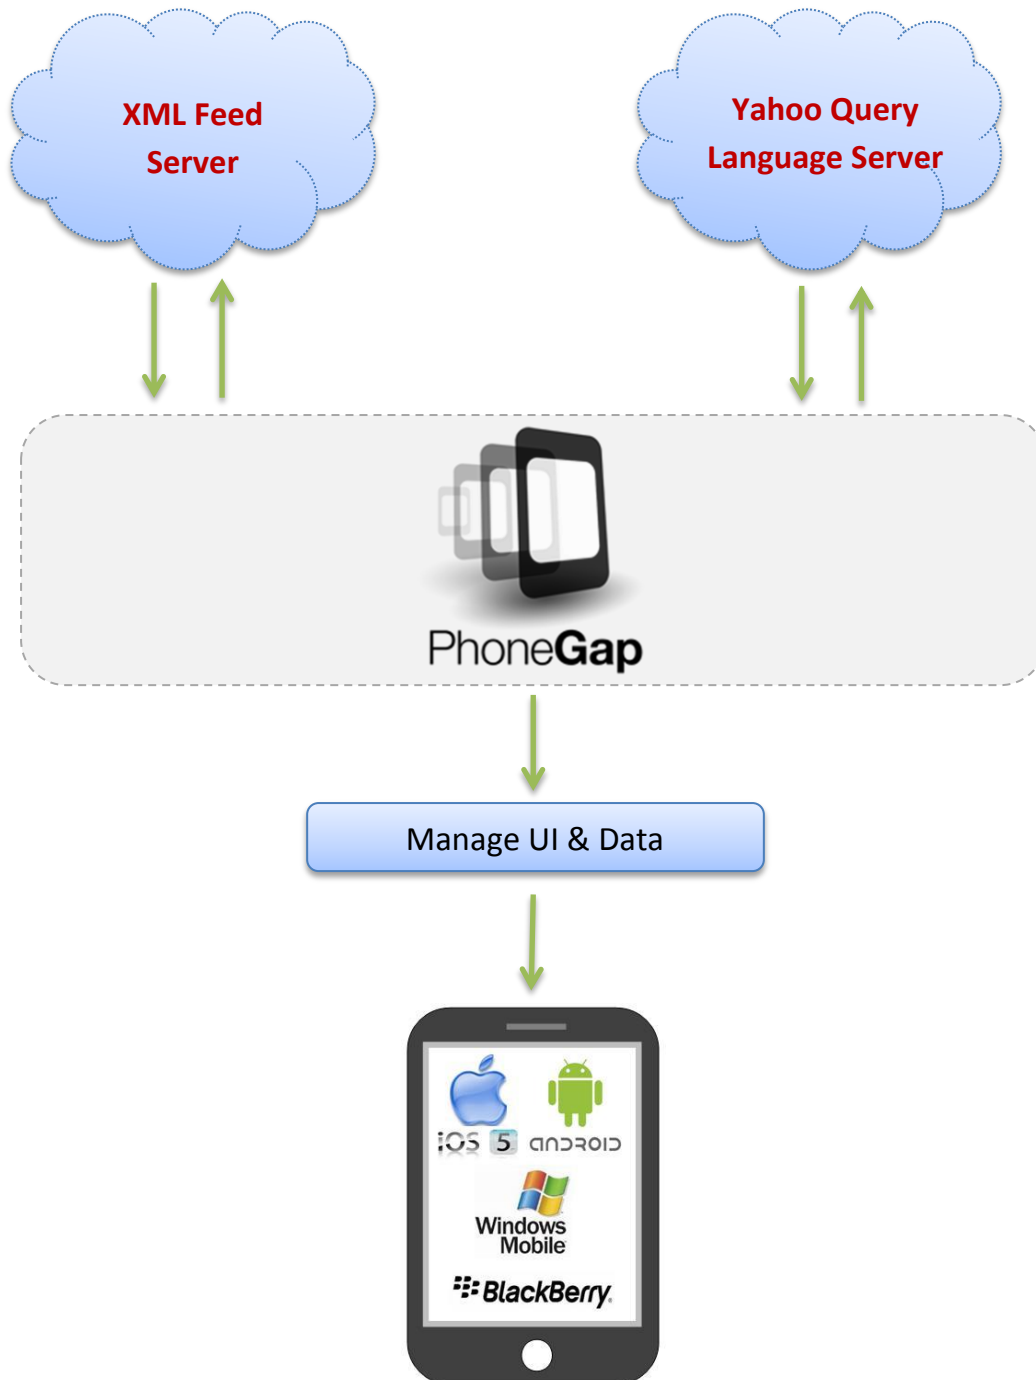 XML Feed
Server
Yahoo Query
Language Server
PhoneGap
Manage UI & Data
iOS 5
ANDROID
Windows
Mobile
BlackBerry